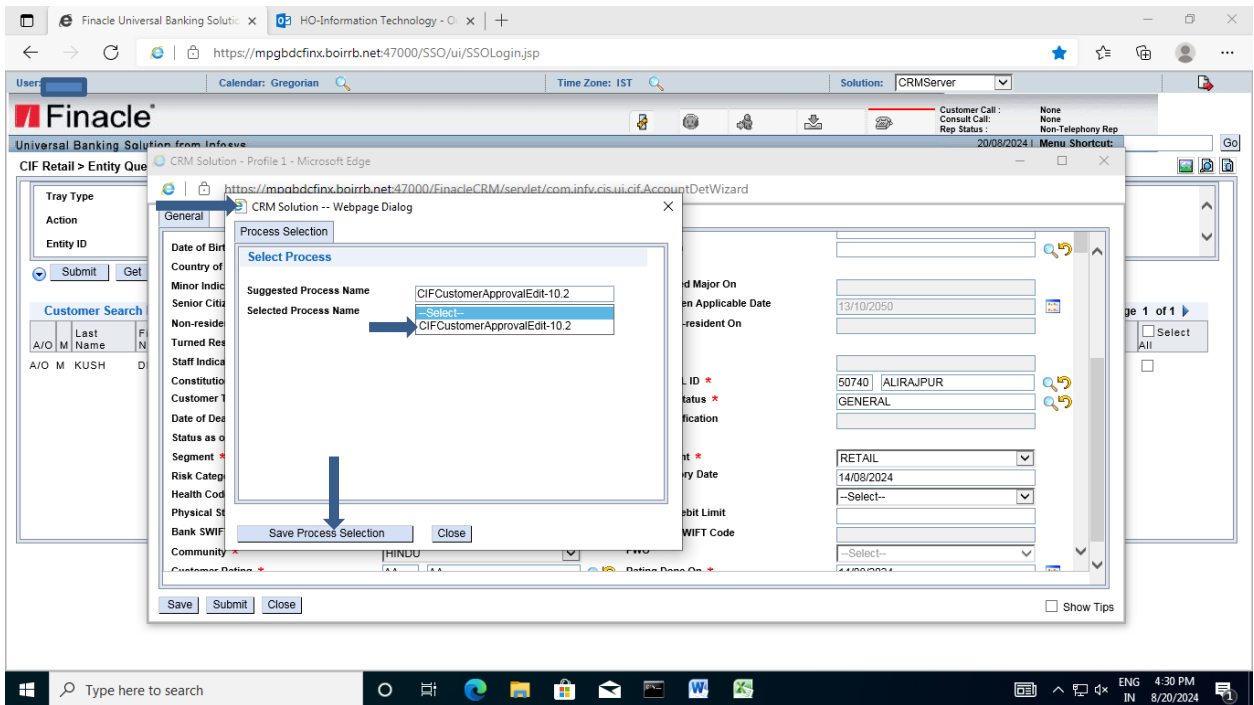 Finacle Universal Banking Solutic
HO-Information Technology - O
https://mpgbdcfinx.boirrb.net:47000/SSO/ui/SSOLogin.jsp
User:
Calendar: Gregorian
Time Zone: IST
Solution: CRMServer
Finacle
Customer Call : None
Consult Call: None
Rep Status : Non-Telephony Rep
Universal Banking Solution from Infosys
20/08/2024 | Menu Shortcut: Go
CIF Retail > Entity Que
CRM Solution - Profile 1 - Microsoft Edge
https://mpgbdcfinx.boirrb.net:47000/FinacleCRM/servlet/com.infy.cis.ui.cif.AccountDetWizard
Tray Type
Action
Entity ID
Submit Get
Customer Search
ge 1 of 1
A/O M Last Name
Select All
A/O M KUSH D
General
CRM Solution -- Webpage Dialog
Process Selection
Select Process
Suggested Process Name CIFCustomerApprovalEdit-10.2
Selected Process Name --Select--
CIFCustomerApprovalEdit-10.2
Save Process Selection Close
Date of Birt
Country of
Minor Indic ed Major On
Senior Citiz en Applicable Date 13/10/2050
Non-reside -resident On
Turned Res
Staff Indica
Constitutio L ID * 50740 ALIRAJPUR
Customer T tatus * GENERAL
Date of Dea tification
Status as o
Segment * nt * RETAIL
Risk Catego ry Date 14/08/2024
Health Cod --Select--
Physical St ebit Limit
Bank SWIF WIFT Code
Community * HINDU --Select--
Customer Rating * AA AA Rating Done On * 14/08/2024
Save Submit Close
Show Tips
Type here to search
ENG 4:30 PM
IN 8/20/2024
1